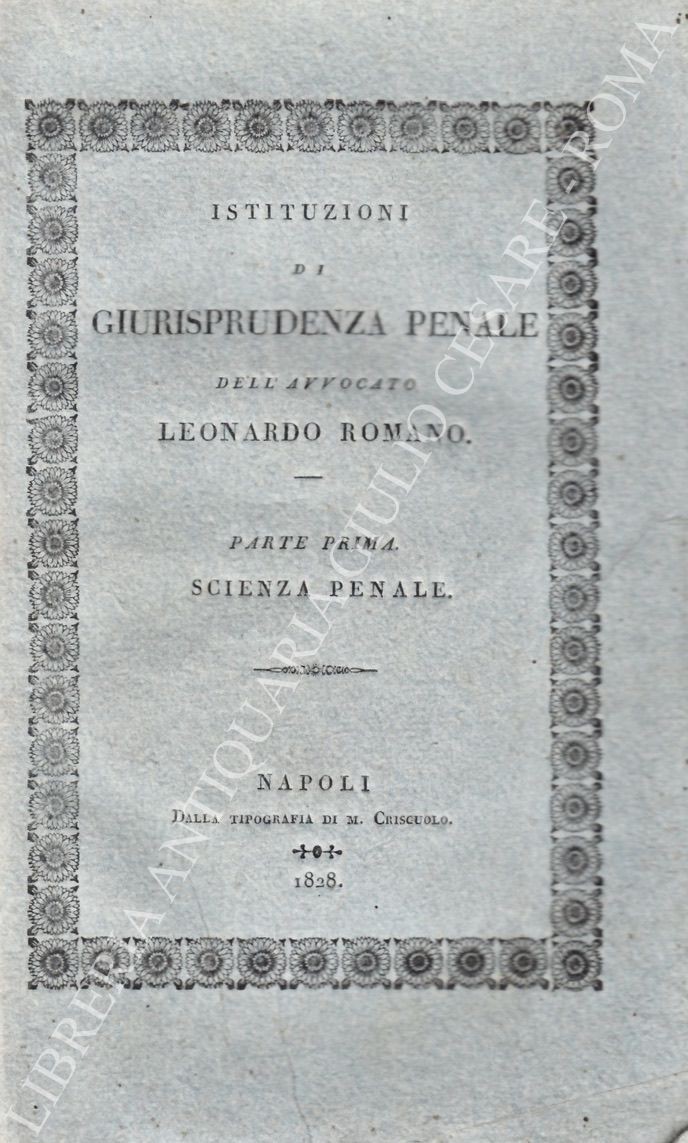 ISTITUZIONI
DI
GIURISPRUDENZA PENALE
DELL'AVVOCATO
LEONARDO ROMANO.
PARTE PRIMA.
SCIENZA PENALE.
NAPOLI
DALLA TIPOGRAFIA DI M. CRISCUOLO.
1828.
LIBRERIA ANTIQUARIA GIULIO CESARE - ROMA